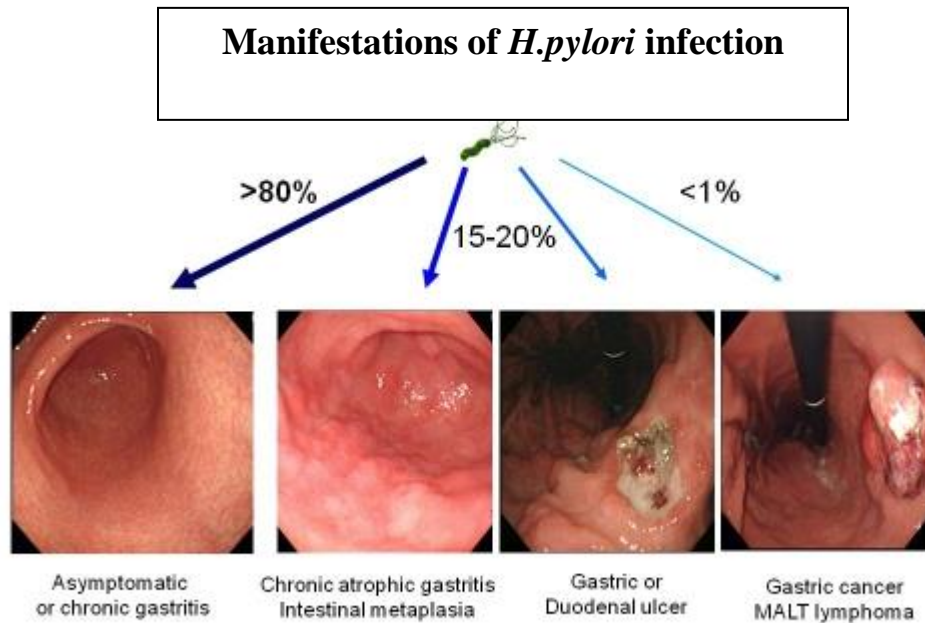 Manifestations of H.pylori infection
>80%
15-20%
<1%
Asymptomatic
or chronic gastritis
Chronic atrophic gastritis
Intestinal metaplasia
Gastric or
Duodenal ulcer
Gastric cancer
MALT lymphoma